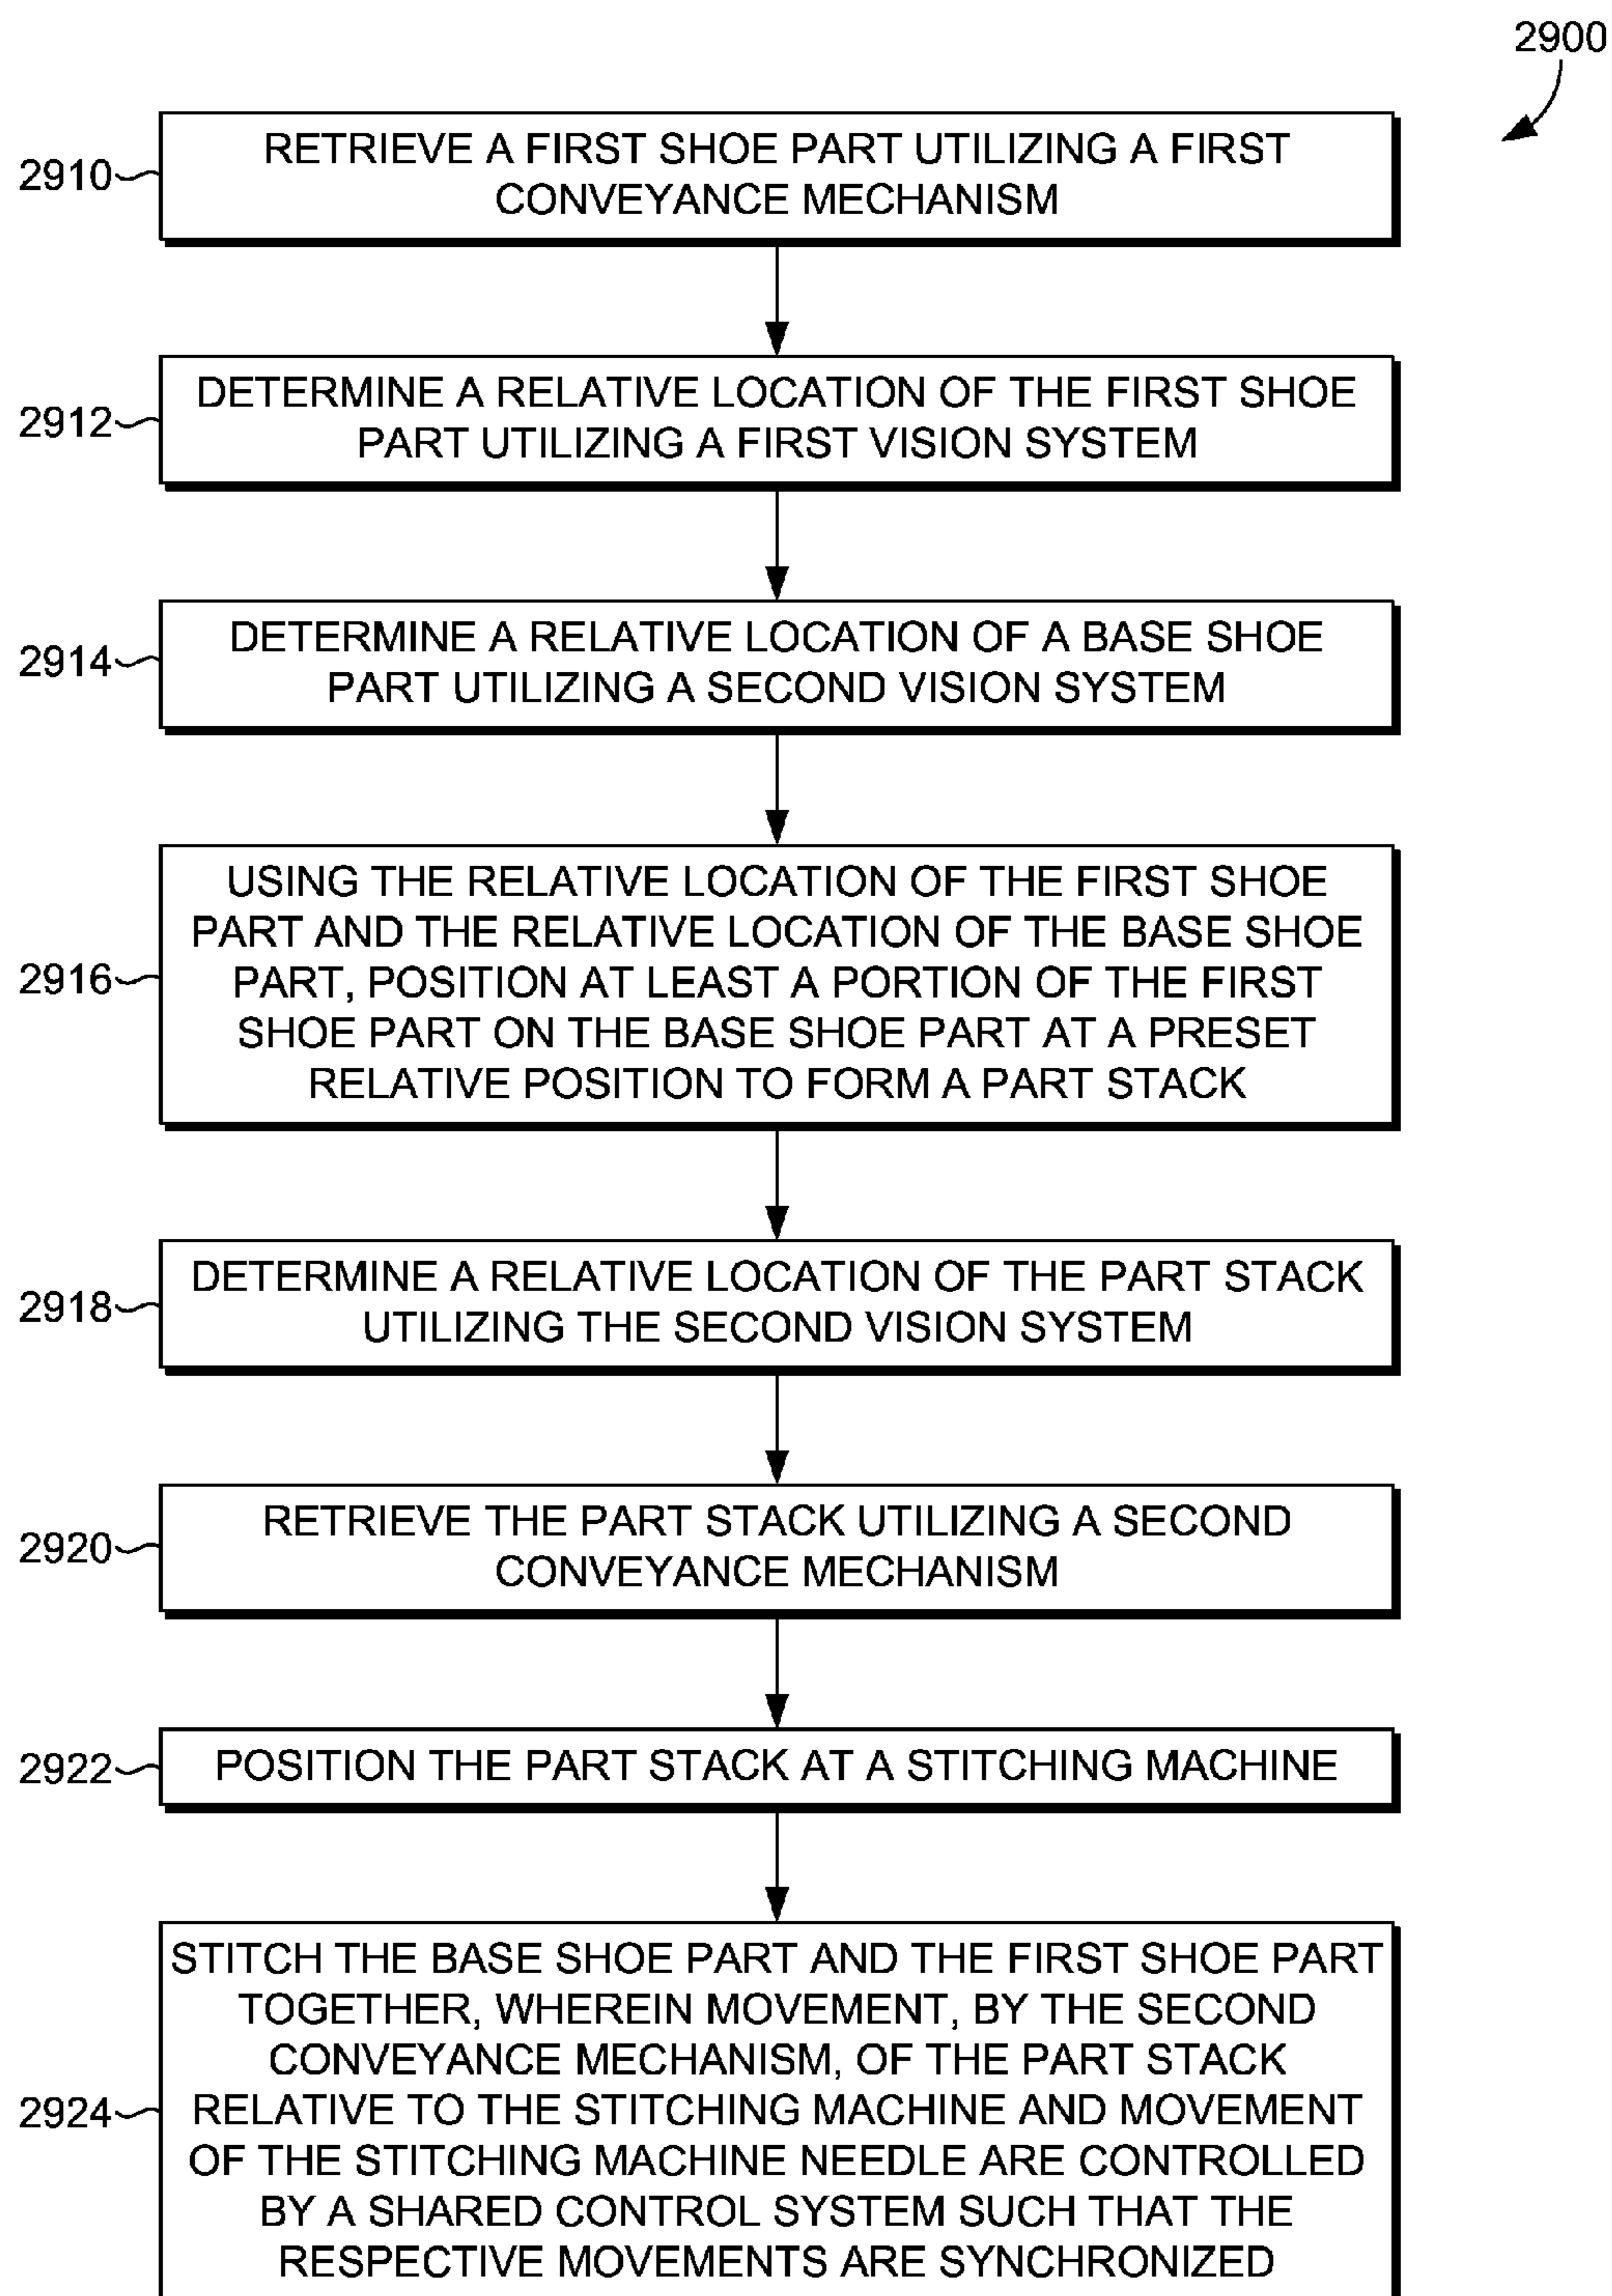 2900
2910
RETRIEVE A FIRST SHOE PART UTILIZING A FIRST
CONVEYANCE MECHANISM
2912
DETERMINE A RELATIVE LOCATION OF THE FIRST SHOE
PART UTILIZING A FIRST VISION SYSTEM
2914
DETERMINE A RELATIVE LOCATION OF A BASE SHOE
PART UTILIZING A SECOND VISION SYSTEM
2916
USING THE RELATIVE LOCATION OF THE FIRST SHOE
PART AND THE RELATIVE LOCATION OF THE BASE SHOE
PART, POSITION AT LEAST A PORTION OF THE FIRST
SHOE PART ON THE BASE SHOE PART AT A PRESET
RELATIVE POSITION TO FORM A PART STACK
2918
DETERMINE A RELATIVE LOCATION OF THE PART STACK
UTILIZING THE SECOND VISION SYSTEM
2920
RETRIEVE THE PART STACK UTILIZING A SECOND
CONVEYANCE MECHANISM
2922
POSITION THE PART STACK AT A STITCHING MACHINE
2924
STITCH THE BASE SHOE PART AND THE FIRST SHOE PART
TOGETHER, WHEREIN MOVEMENT, BY THE SECOND
CONVEYANCE MECHANISM, OF THE PART STACK
RELATIVE TO THE STITCHING MACHINE AND MOVEMENT
OF THE STITCHING MACHINE NEEDLE ARE CONTROLLED
BY A SHARED CONTROL SYSTEM SUCH THAT THE
RESPECTIVE MOVEMENTS ARE SYNCHRONIZED